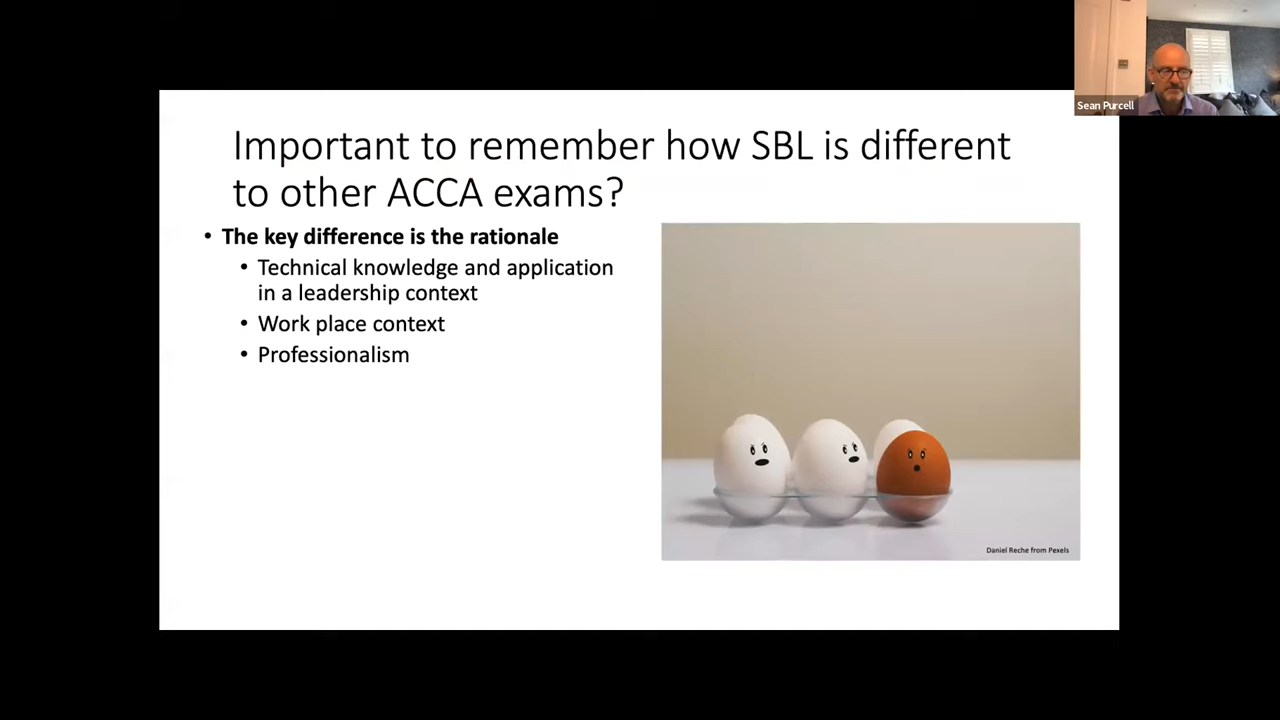 Sean Purcell
Important to remember how SBL is different
to other ACCA exams?
• The key difference is the rationale
• Technical knowledge and application
in a leadership context
• Work place context
• Professionalism
Daniel Reche from Pexels